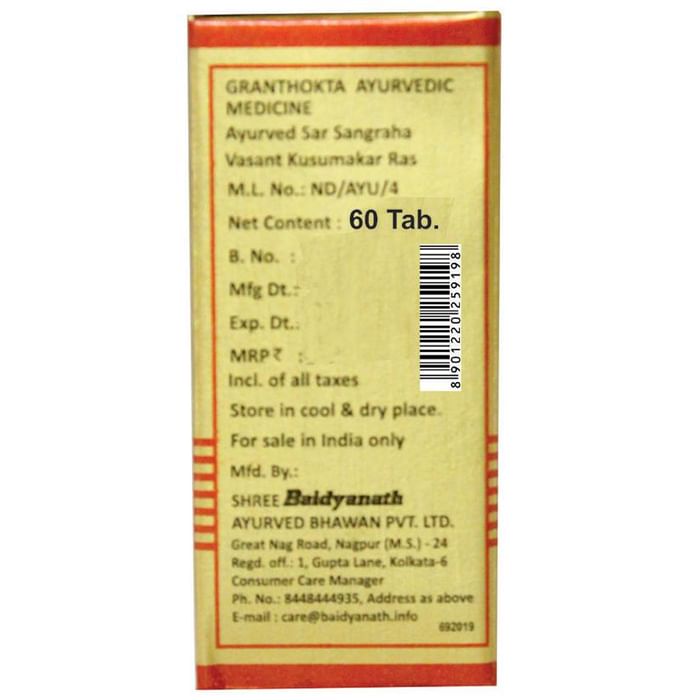 GRANTHOKTA AYURVEDIC
MEDICINE
Ayurved Sar Sangraha
Vasant Kusumakar Ras
M.L. No.: ND/AYU/4
Net Content : 60 Tab.
B. No. :
Mfg Dt.:
Exp. Dt.:
MRP ₹ :
Incl. of all taxes
Store in cool & dry place.
For sale in India only
Mfd. By.:
SHREE Baidyanath
AYURVED BHAWAN PVT. LTD.
Great Nag Road, Nagpur (M.S.) - 24
Regd. off.: 1, Gupta Lane, Kolkata-6
Consumer Care Manager
Ph. No.: 8448444935, Address as above
E-mail : care@baidyanath.info
692019
8 901220 259198